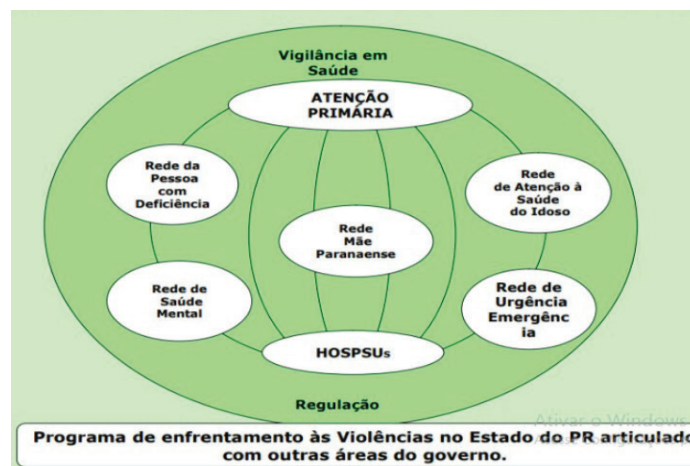 Vigilância em
Saúde
ATENÇÃO
PRIMÁRIA
Rede da
Pessoa
com
Deficiência
Rede
de Atenção à
Saúde
do Idoso
Rede
Mãe
Paranaense
Rede de
Saúde
Mental
Rede de
Urgência
Emergênc
ia
HOSPSUs
Regulação
Ativar o Windows
Programa de enfrentamento às Violências no Estado do PR articulado
com outras áreas do governo.